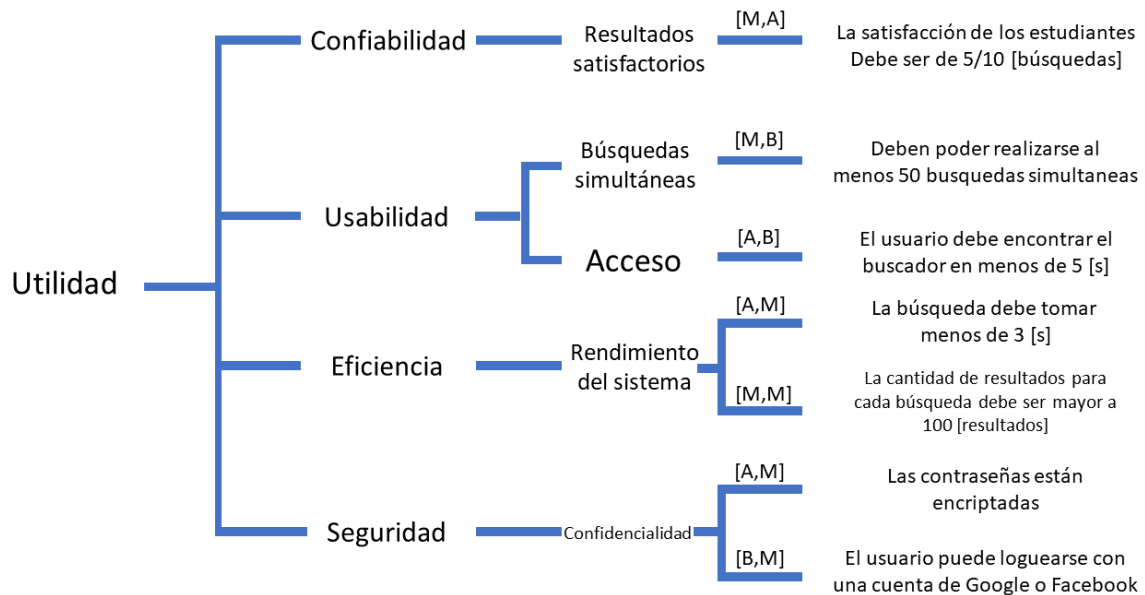 Utilidad
Confiabilidad
Resultados
satisfactorios
[M,A]
La satisfacción de los estudiantes
Debe ser de 5/10 [búsquedas]
Usabilidad
Búsquedas
simultáneas
[M,B]
Deben poder realizarse al
menos 50 busquedas simultaneas
Acceso
[A,B]
El usuario debe encontrar el
buscador en menos de 5 [s]
Eficiencia
Rendimiento
del sistema
[A,M]
La búsqueda debe tomar
menos de 3 [s]
[M,M]
La cantidad de resultados para
cada búsqueda debe ser mayor a
100 [resultados]
Seguridad
Confidencialidad
[A,M]
Las contraseñas están
encriptadas
[B,M]
El usuario puede loguearse con
una cuenta de Google o Facebook